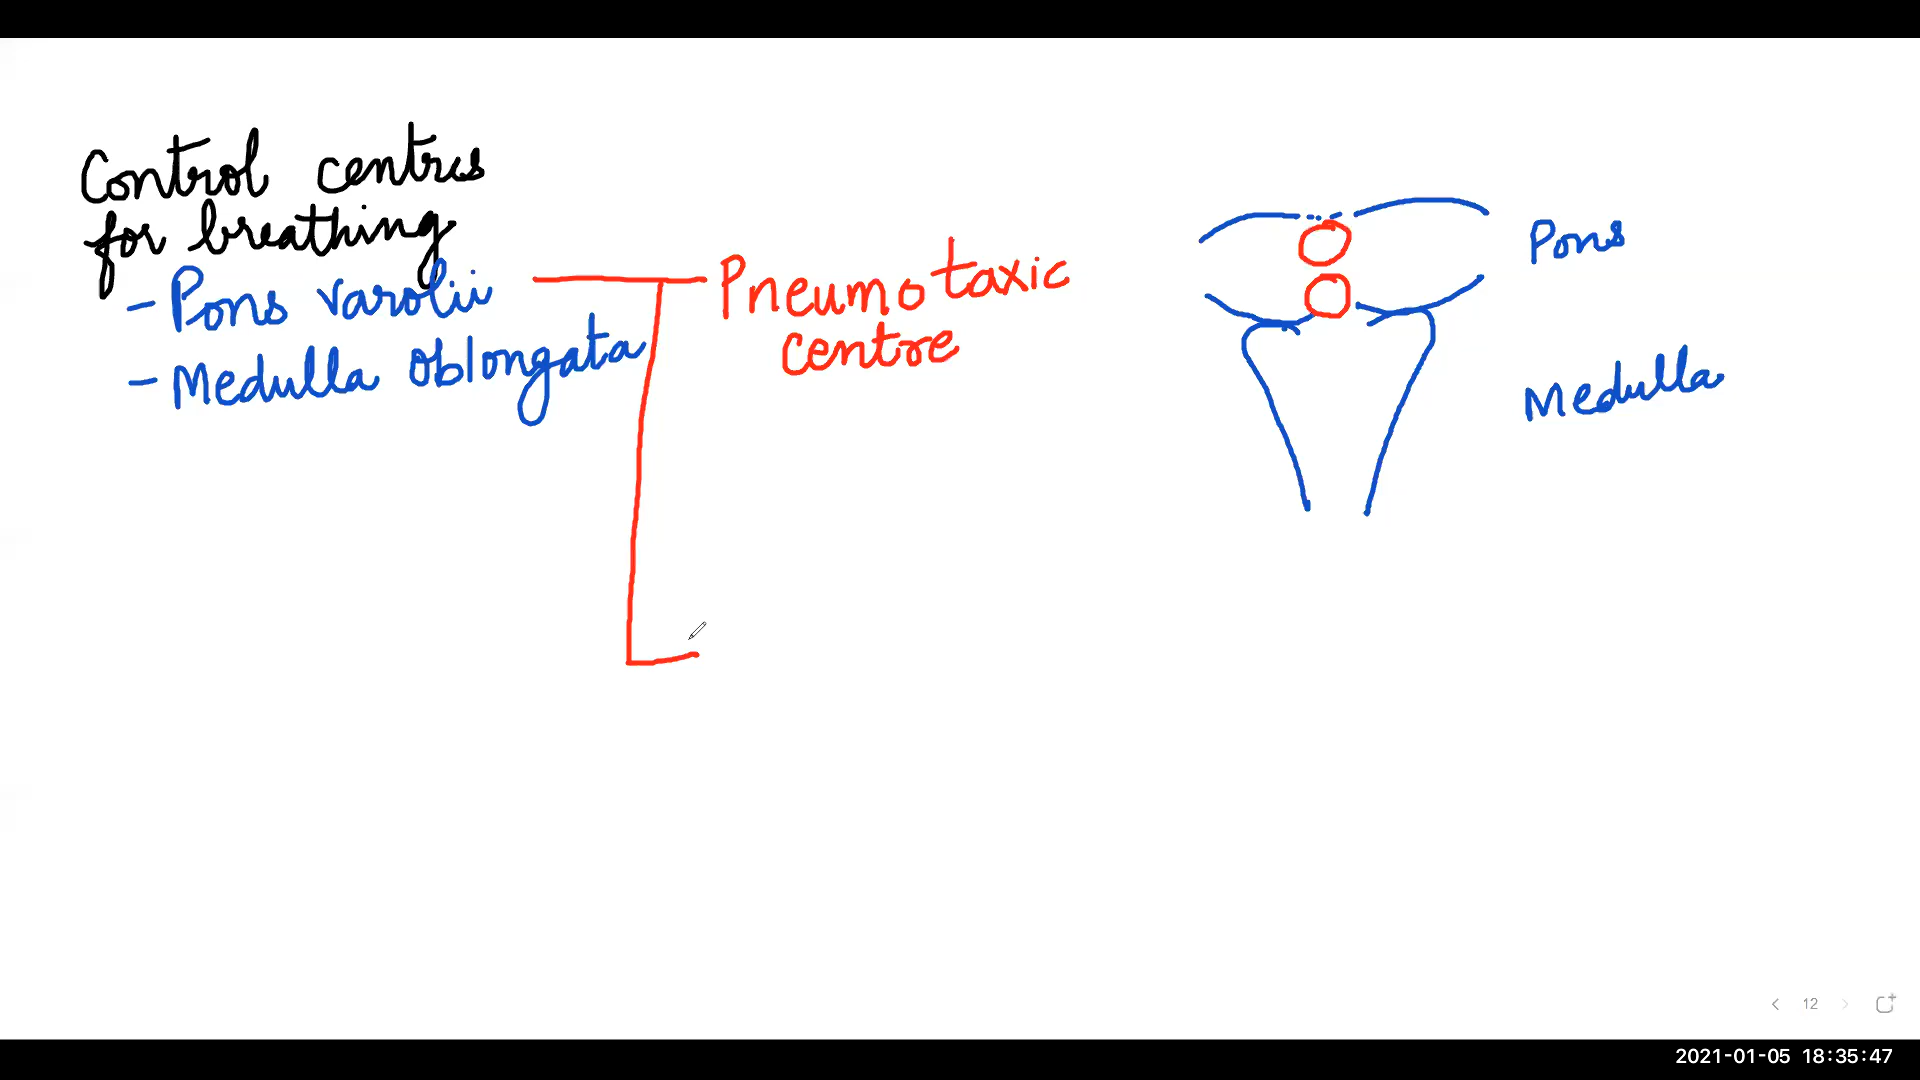 Control centres
for breathing
- Pons varolii
- Medulla oblongata
Pneumotaxic
centre
Pons
Medulla
12
2021-01-05 18:35:47